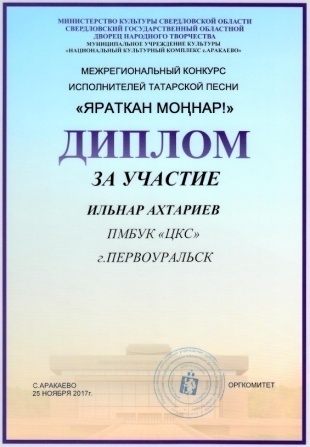 МИНИСТЕРСТВО КУЛЬТУРЫ СВЕРДЛОВСКОЙ ОБЛАСТИ
СВЕРДЛОВСКИЙ ГОСУДАРСТВЕННЫЙ ОБЛАСТНОЙ
ДВОРЕЦ НАРОДНОГО ТВОРЧЕСТВА
МУНИЦИПАЛЬНОЕ УЧРЕЖДЕНИЕ КУЛЬТУРЫ
«НАЦИОНАЛЬНЫЙ КУЛЬТУРНЫЙ КОМПЛЕКС с.АРАКАЕВО»
МЕЖРЕГИОНАЛЬНЫЙ КОНКУРС
ИСПОЛНИТЕЛЕЙ ТАТАРСКОЙ ПЕСНИ
«ЯРАТКАН МОҢНАР!»
ДИПЛОМ
ЗА УЧАСТИЕ
ИЛЬНАР АХТАРИЕВ
ПМБУК «ЦКС»
г.ПЕРВОУРАЛЬСК
С.АРАКАЕВО
25 НОЯБРЯ 2017г.
ОРГКОМИТЕТ